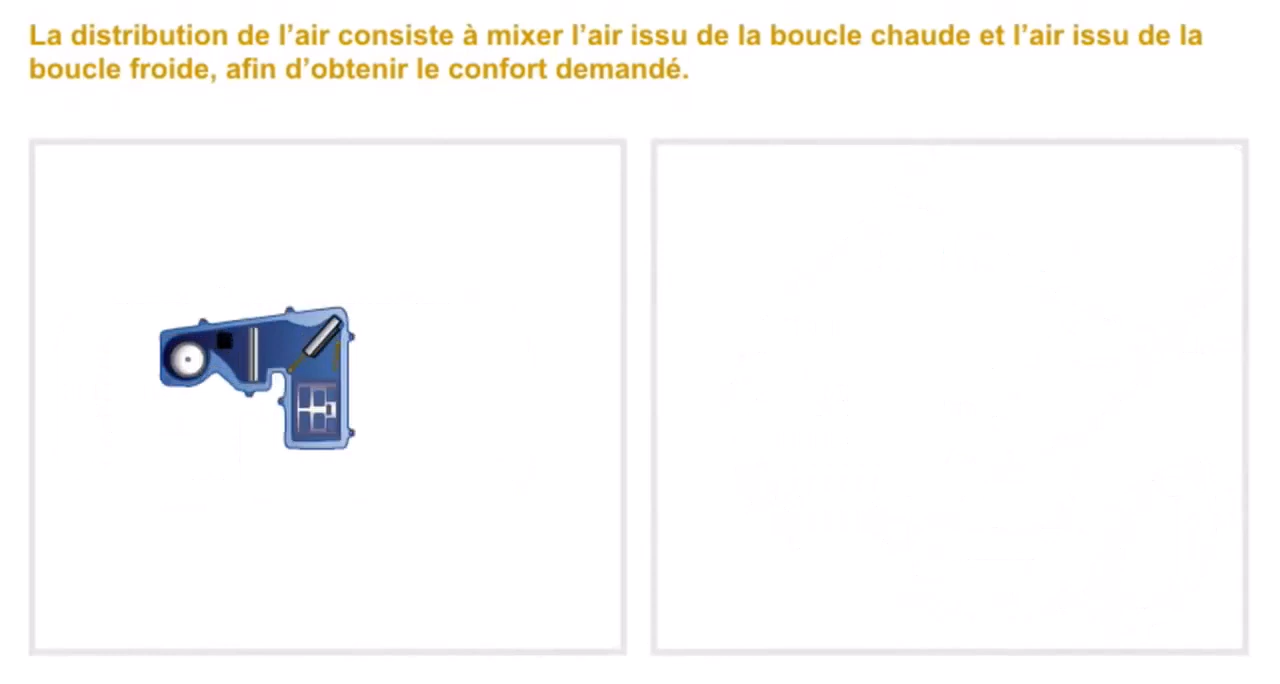 La distribution de l’air consiste à mixer l’air issu de la boucle chaude et l’air issu de la
boucle froide, afin d’obtenir le confort demandé.